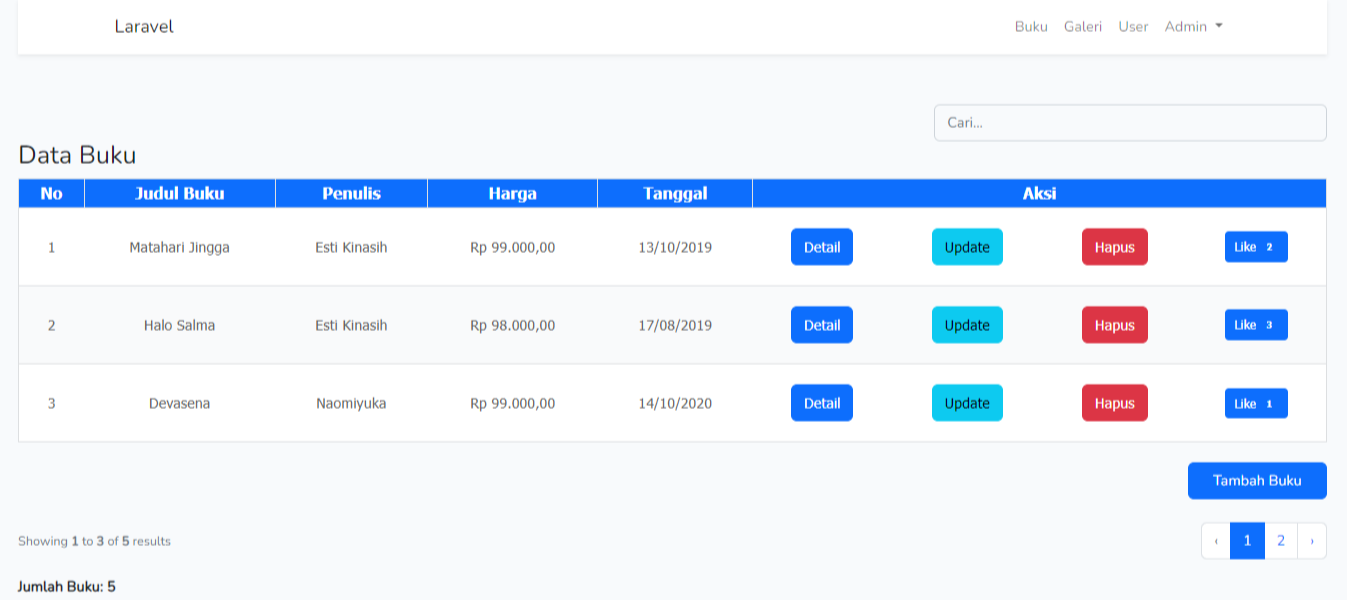 Laravel Buku Galeri User Admin
Cari...
Data Buku
No Judul Buku Penulis Harga Tanggal Aksi
1 Matahari Jingga Esti Kinasih Rp 99.000,00 13/10/2019 Detail Update Hapus Like 2
2 Halo Salma Esti Kinasih Rp 98.000,00 17/08/2019 Detail Update Hapus Like 3
3 Devasena Naomiyuka Rp 99.000,00 14/10/2020 Detail Update Hapus Like 1
Tambah Buku
Showing 1 to 3 of 5 results ‹ 1 2 ›
Jumlah Buku: 5